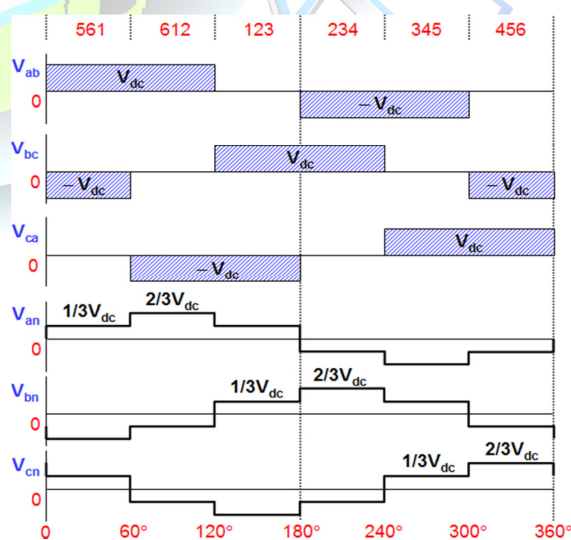 561 612 123 234 345 456
Vab
Vdc
0
– Vdc
Vbc
Vdc
0
– Vdc
– Vdc
Vca
Vdc
0
– Vdc
Van
1/3Vdc
2/3Vdc
0
Vbn
1/3Vdc
2/3Vdc
0
Vcn
1/3Vdc
2/3Vdc
0
0 60° 120° 180° 240° 300° 360°